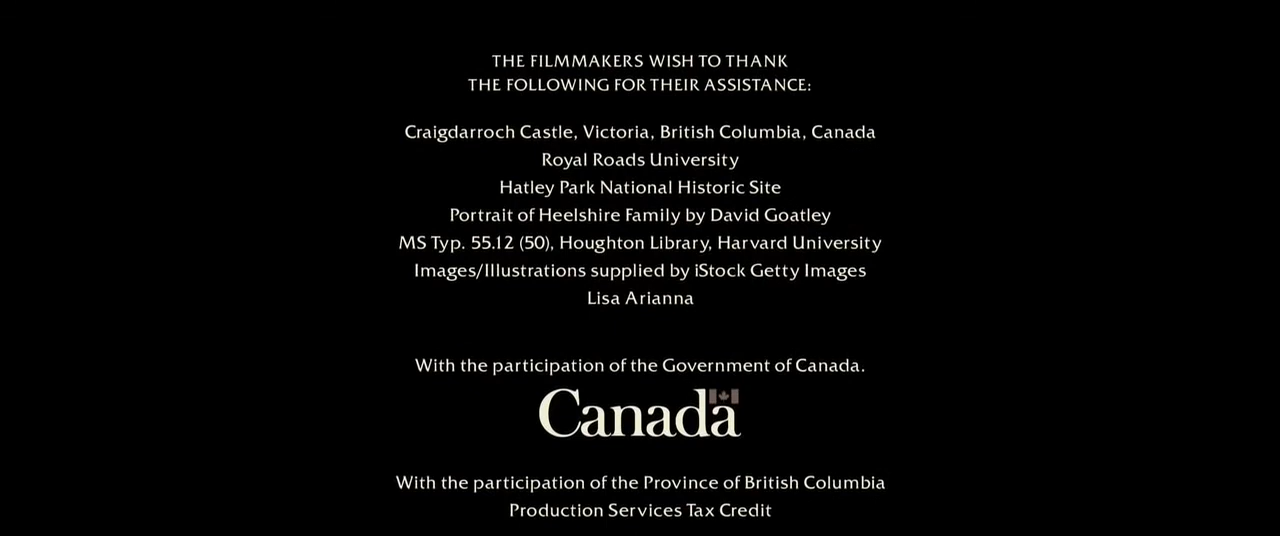 THE FILMMAKERS WISH TO THANK
THE FOLLOWING FOR THEIR ASSISTANCE:
Craigdarroch Castle, Victoria, British Columbia, Canada
Royal Roads University
Hatley Park National Historic Site
Portrait of Heelshire Family by David Goatley
MS Typ. 55.12 (50), Houghton Library, Harvard University
Images/Illustrations supplied by iStock Getty Images
Lisa Arianna
With the participation of the Government of Canada.
Canada
With the participation of the Province of British Columbia
Production Services Tax Credit